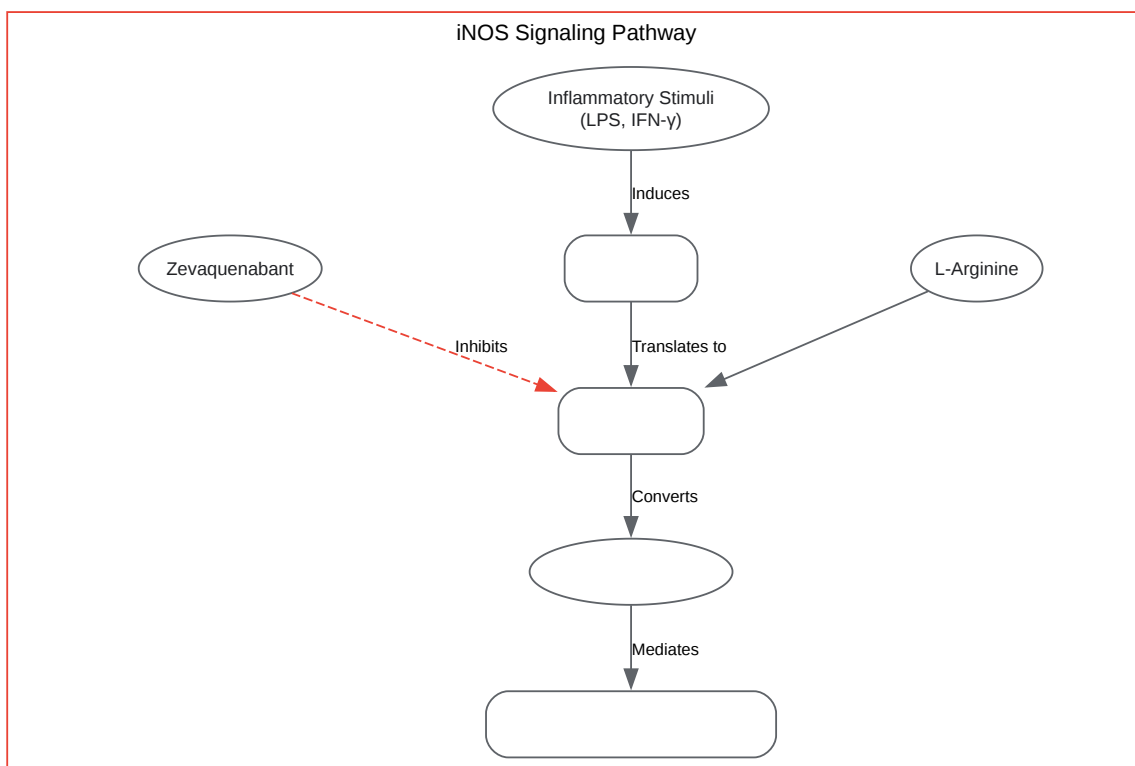 iNOS Signaling Pathway
Inflammatory Stimuli
(LPS, IFN-γ)
Induces
Zevaquenabant
L-Arginine
Inhibits
Translates to
Converts
Mediates